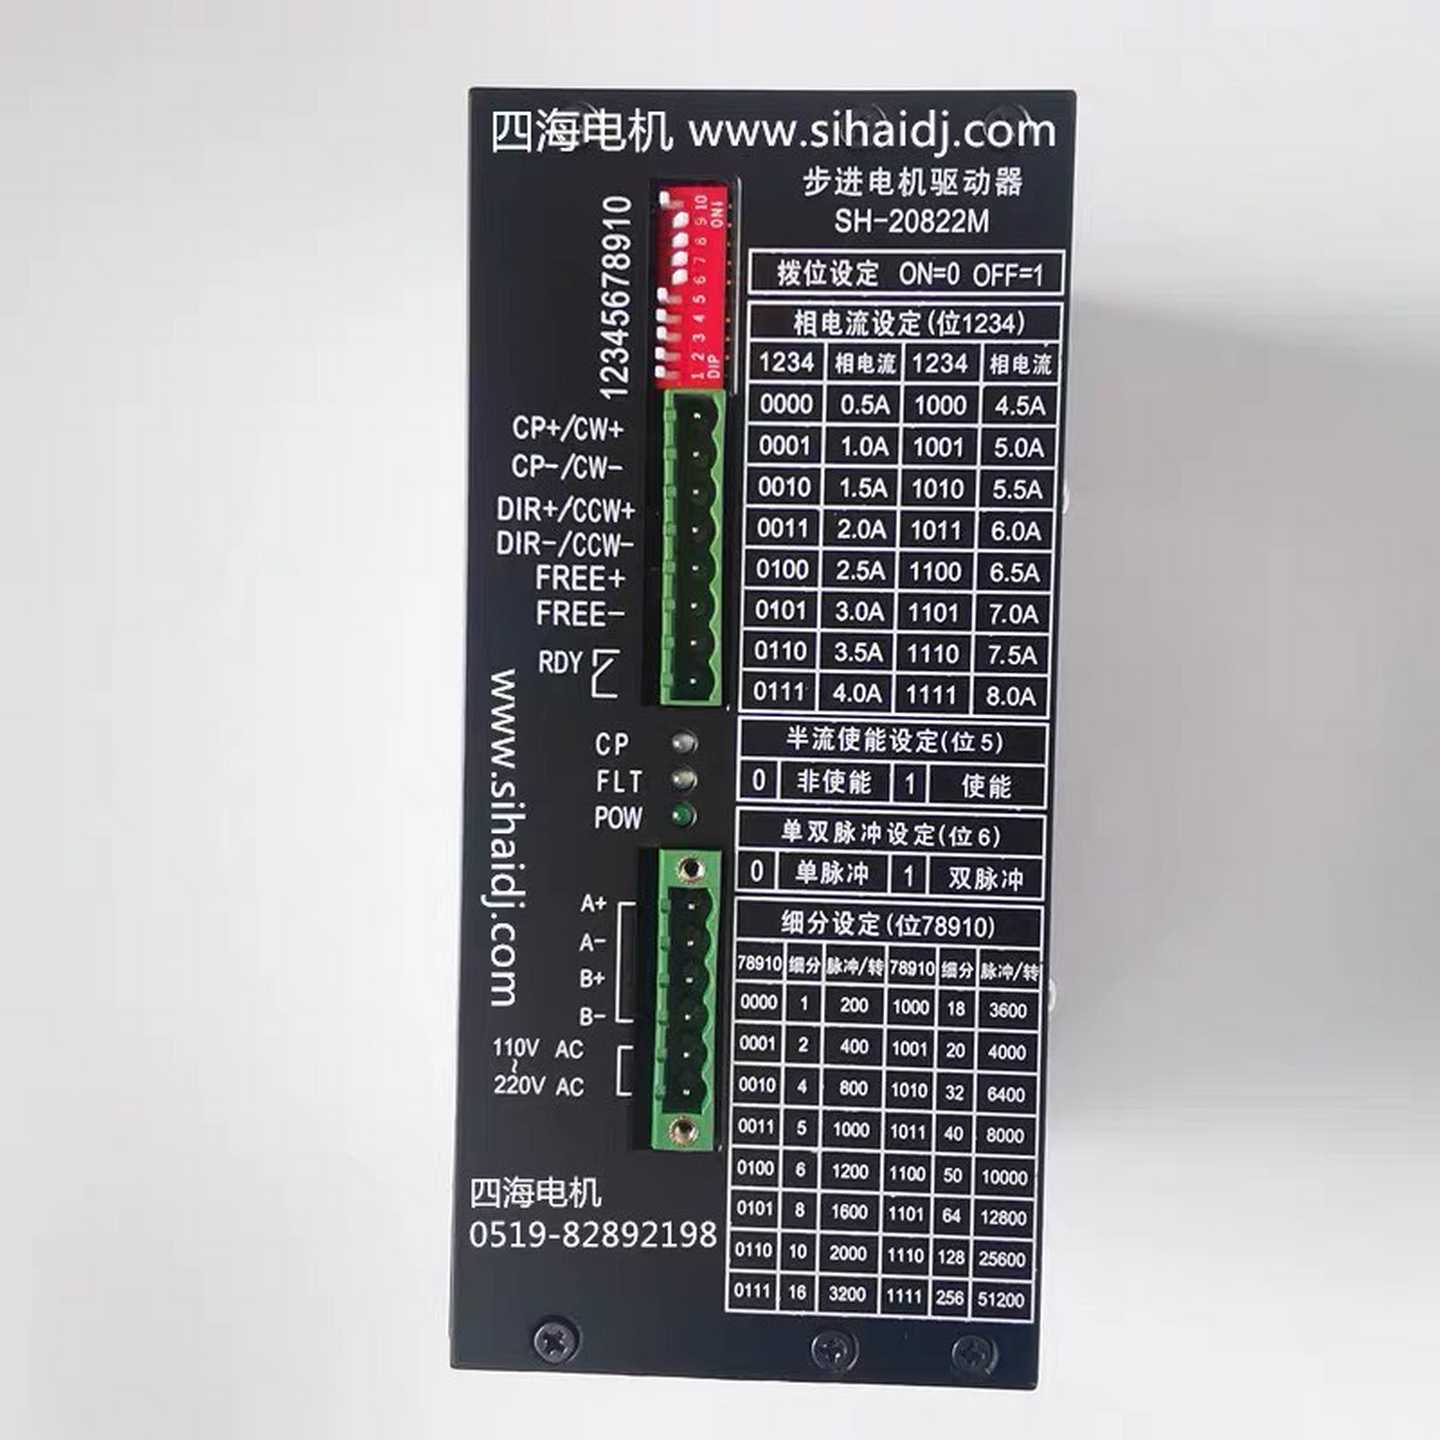 四海电机 www.sihaidj.com
步进电机驱动器
SH-20822M
12345678910
1 2 3 4 5 6 7 8 9 10
DIP
ON
拨位设定 ON=0 OFF=1
相电流设定(位1234)
1234 相电流 1234 相电流
0000 0.5A 1000 4.5A
0001 1.0A 1001 5.0A
0010 1.5A 1010 5.5A
0011 2.0A 1011 6.0A
0100 2.5A 1100 6.5A
0101 3.0A 1101 7.0A
0110 3.5A 1110 7.5A
0111 4.0A 1111 8.0A
半流使能设定(位5)
0 非使能 1 使能
单双脉冲设定(位6)
0 单脉冲 1 双脉冲
细分设定(位78910)
78910 细分 脉冲/转 78910 细分 脉冲/转
0000 1 200 1000 18 3600
0001 2 400 1001 20 4000
0010 4 800 1010 32 6400
0011 5 1000 1011 40 8000
0100 6 1200 1100 50 10000
0101 8 1600 1101 64 12800
0110 10 2000 1110 128 25600
0111 16 3200 1111 256 51200
CP+/CW+
CP-/CW-
DIR+/CCW+
DIR-/CCW-
FREE+
FREE-
RDY
CP
FLT
POW
A+
A-
B+
B-
110V AC
~
220V AC
www.sihaidj.com
四海电机
0519-82892198